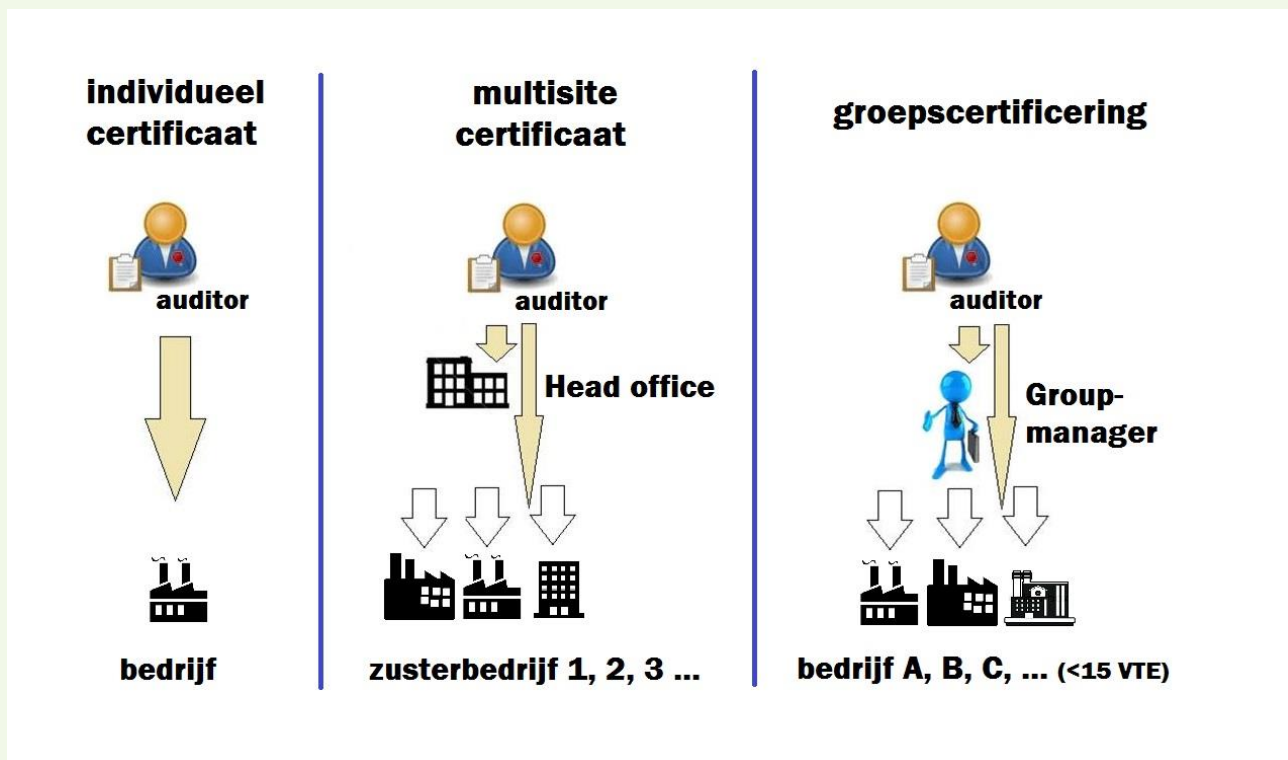 individueel
certificaat
auditor
bedrijf
multisite
certificaat
auditor
Head office
zusterbedrijf 1, 2, 3 ...
groepscertificering
auditor
Group-
manager
bedrijf A, B, C, ... (<15 VTE)